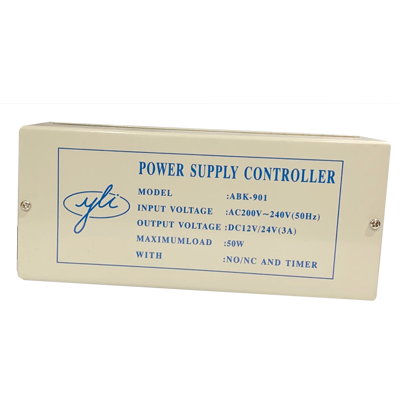 yli
POWER SUPPLY CONTROLLER
MODEL :ABK-901
INPUT VOLTAGE :AC200V~240V(50Hz)
OUTPUT VOLTAGE :DC12V/24V(3A)
MAXIMUMLOAD :50W
WITH :NO/NC AND TIMER